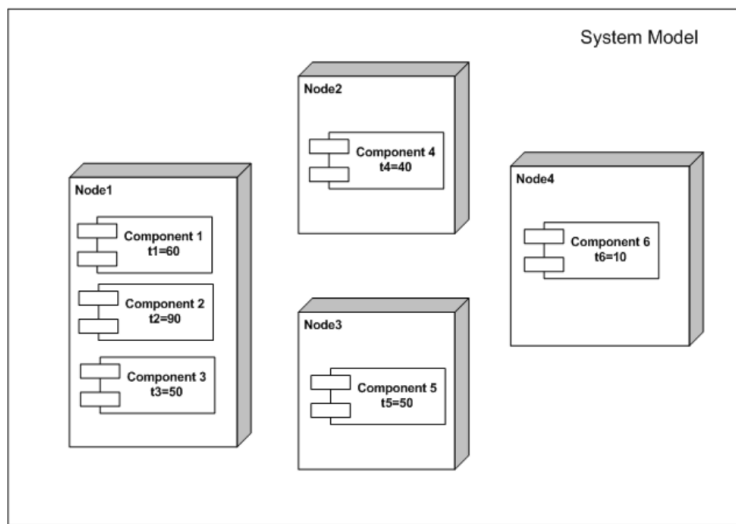 System Model
Node1
Component 1
t1=60
Component 2
t2=90
Component 3
t3=50
Node2
Component 4
t4=40
Node3
Component 5
t5=50
Node4
Component 6
t6=10